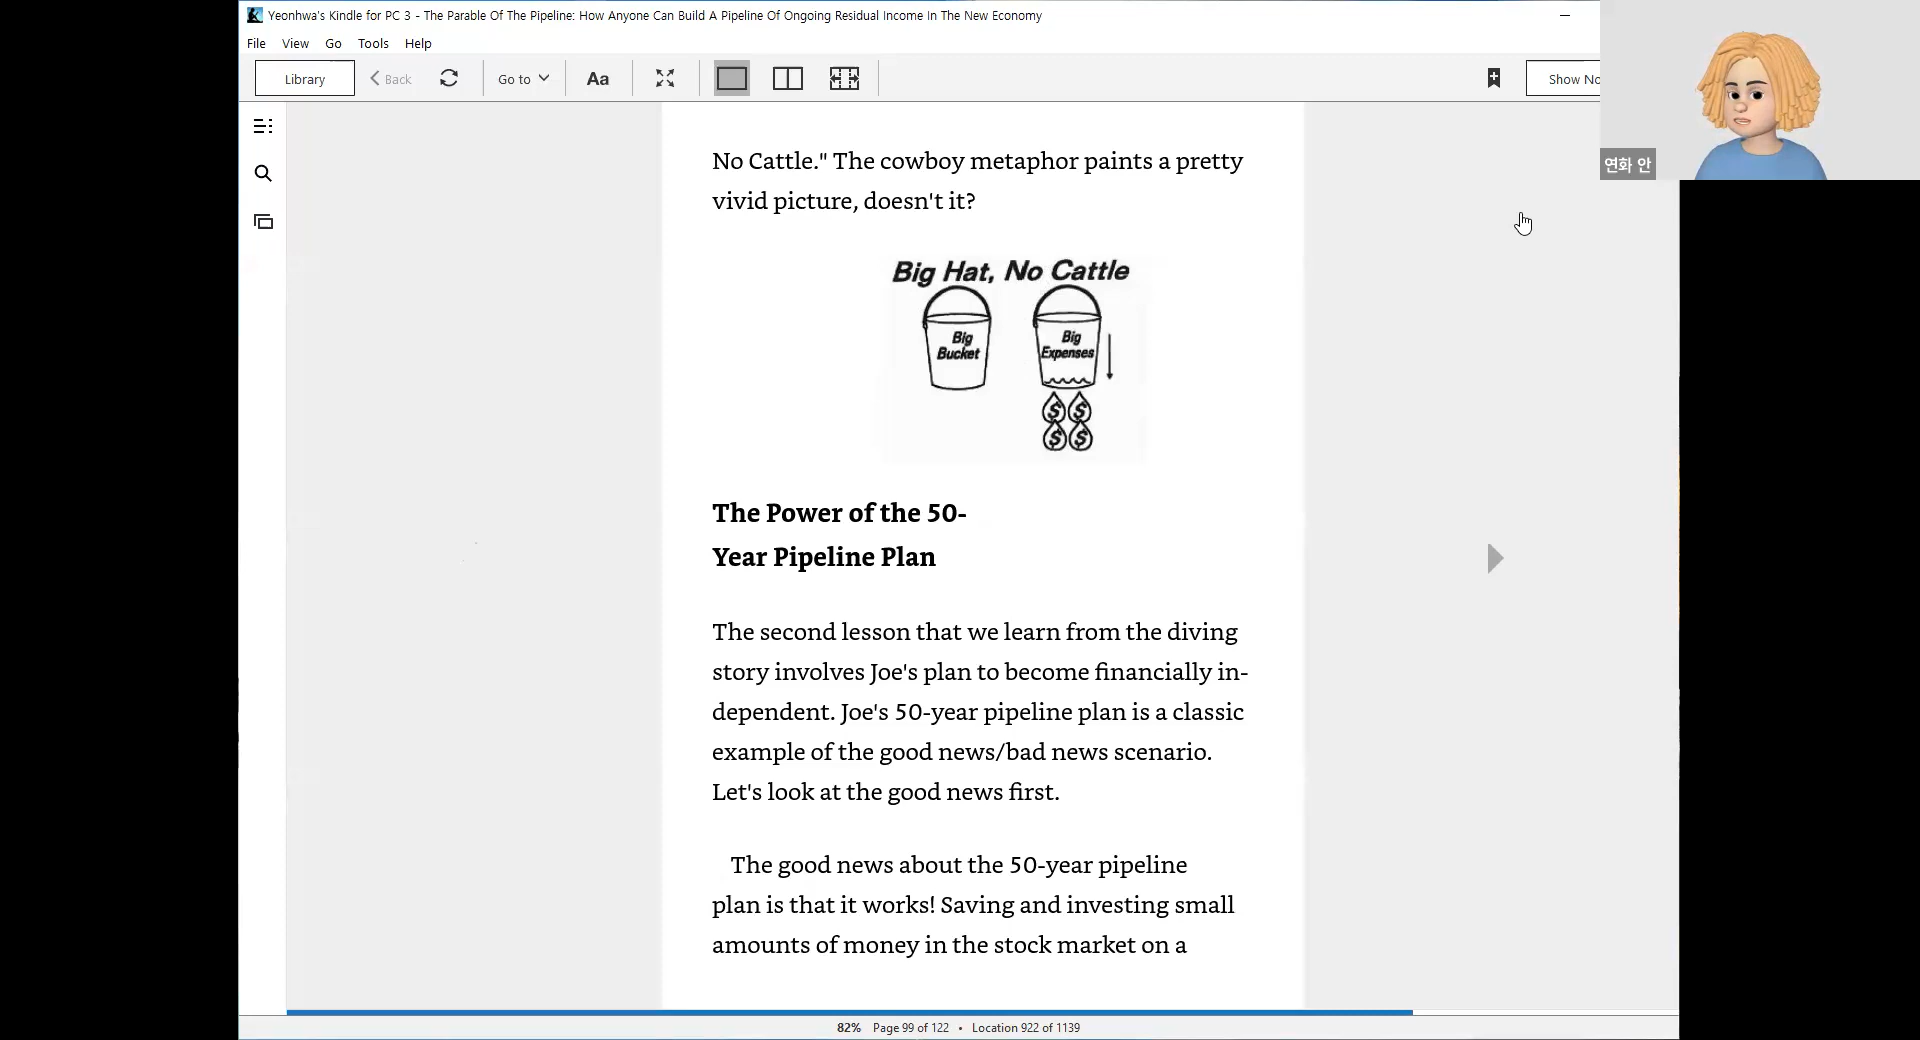 Yeonhwa's Kindle for PC 3 - The Parable Of The Pipeline: How Anyone Can Build A Pipeline Of Ongoing Residual Income In The New Economy
File View Go Tools Help
Library Back Go to Aa Show No
연화 안
No Cattle." The cowboy metaphor paints a pretty
vivid picture, doesn't it?
Big Hat, No Cattle
Big Bucket
Big Expenses
$ $
$ $
The Power of the 50-
Year Pipeline Plan
The second lesson that we learn from the diving
story involves Joe's plan to become financially in-
dependent. Joe's 50-year pipeline plan is a classic
example of the good news/bad news scenario.
Let's look at the good news first.
The good news about the 50-year pipeline
plan is that it works! Saving and investing small
amounts of money in the stock market on a
82% Page 99 of 122 • Location 922 of 1139